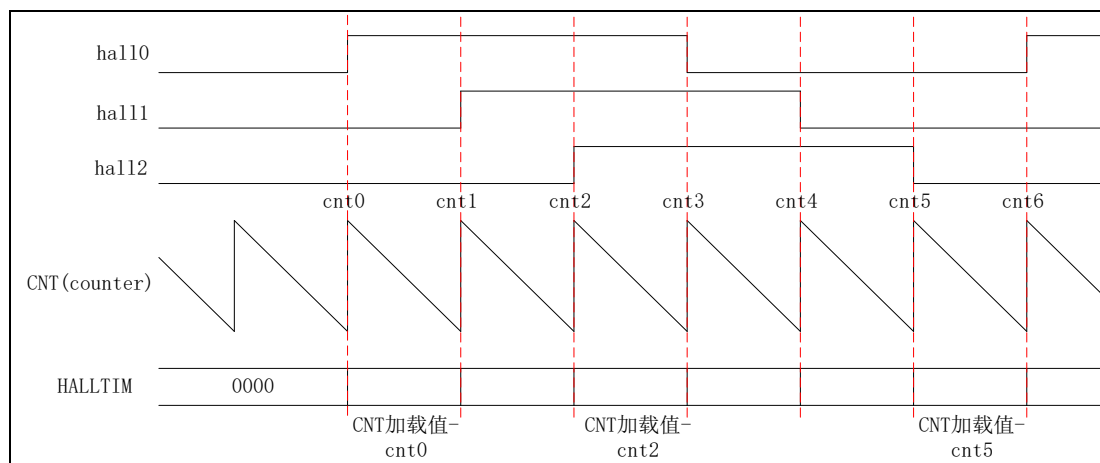 hall0
hall1
hall2
cnt0 cnt1 cnt2 cnt3 cnt4 cnt5 cnt6
CNT(counter)
HALLTIM 0000
CNT加载值- CNT加载值- CNT加载值-
cnt0 cnt2 cnt5